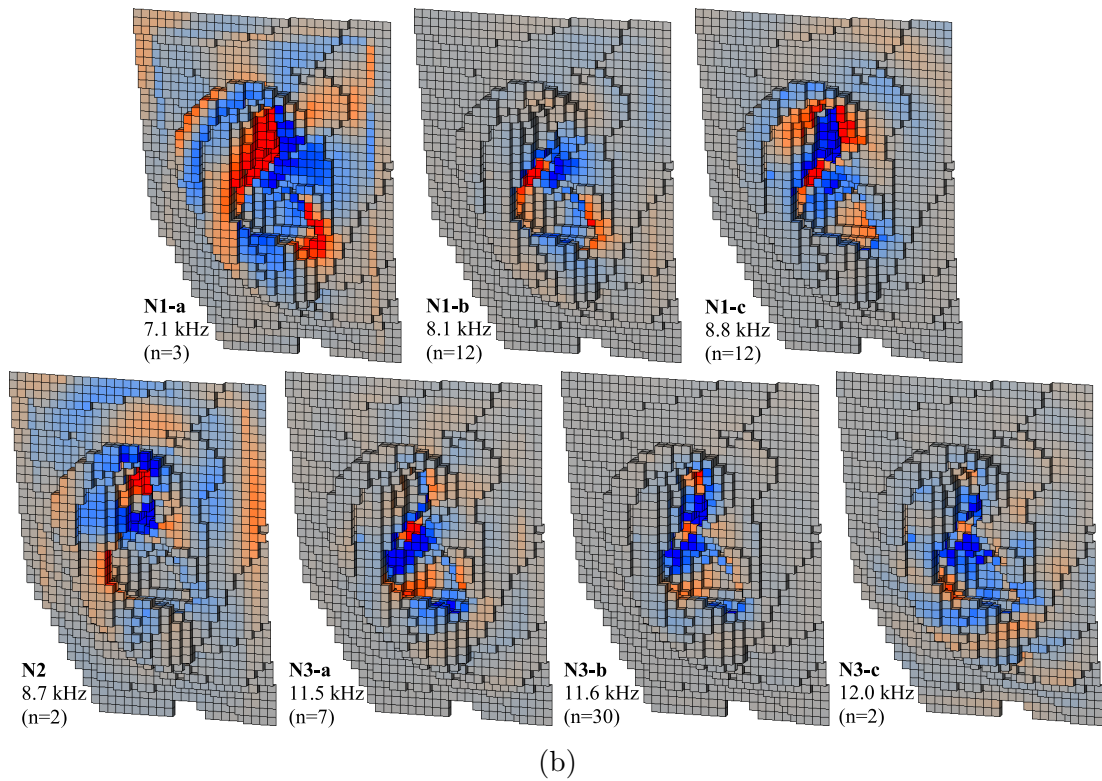 N1-a
7.1 kHz
(n=3)
N1-b
8.1 kHz
(n=12)
N1-c
8.8 kHz
(n=12)
N2
8.7 kHz
(n=2)
N3-a
11.5 kHz
(n=7)
N3-b
11.6 kHz
(n=30)
N3-c
12.0 kHz
(n=2)
(b)